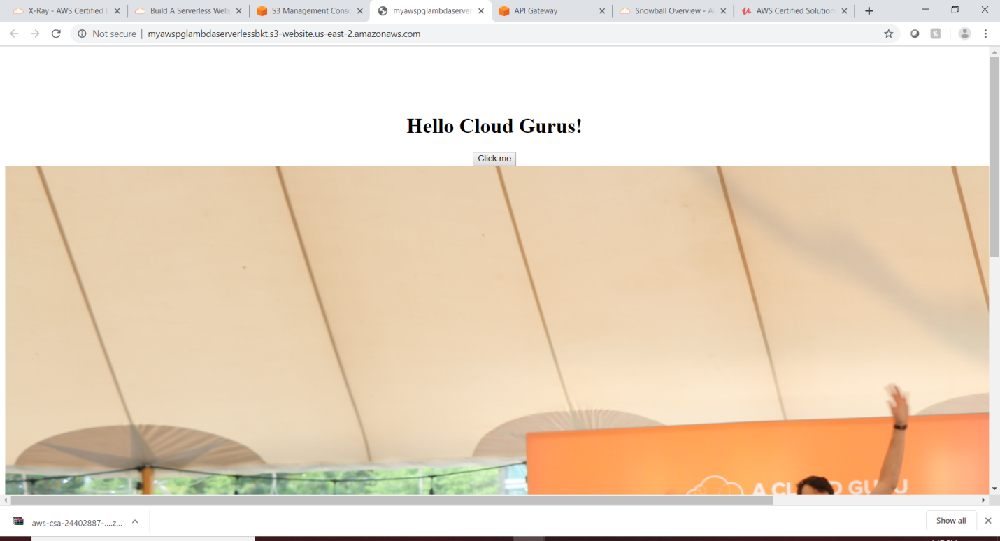 X-Ray - AWS Certified
Build A Serverless Web
S3 Management Conso
myawspglambdaserver
API Gateway
Snowball Overview - A
AWS Certified Solution
Not secure
myawspglambdaserverlessbkt.s3-website.us-east-2.amazonaws.com
Hello Cloud Gurus!
Click me
A CLOUD GURU
aws-csa-24402887-....z...
Show all